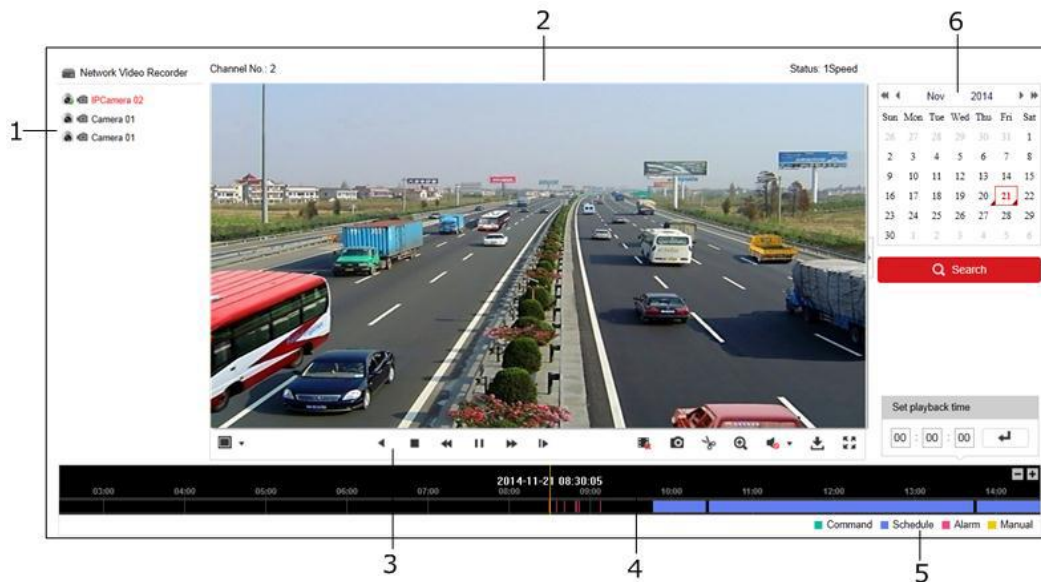 2
6
Network Video Recorder
Channel No.: 2
Status: 1Speed
IPCamera 02
Camera 01
Camera 01
1
Nov 2014
Sun Mon Tue Wed Thu Fri Sat
26 27 28 29 30 31 1
2 3 4 5 6 7 8
9 10 11 12 13 14 15
16 17 18 19 20 21 22
23 24 25 26 27 28 29
30 1 2 3 4 5 6
Search
Set playback time
00 : 00 : 00
2014-11-21 08:30:05
03:00 04:00 05:00 06:00 07:00 08:00 09:00 10:00 11:00 12:00 13:00 14:00
Command Schedule Alarm Manual
3
4
5